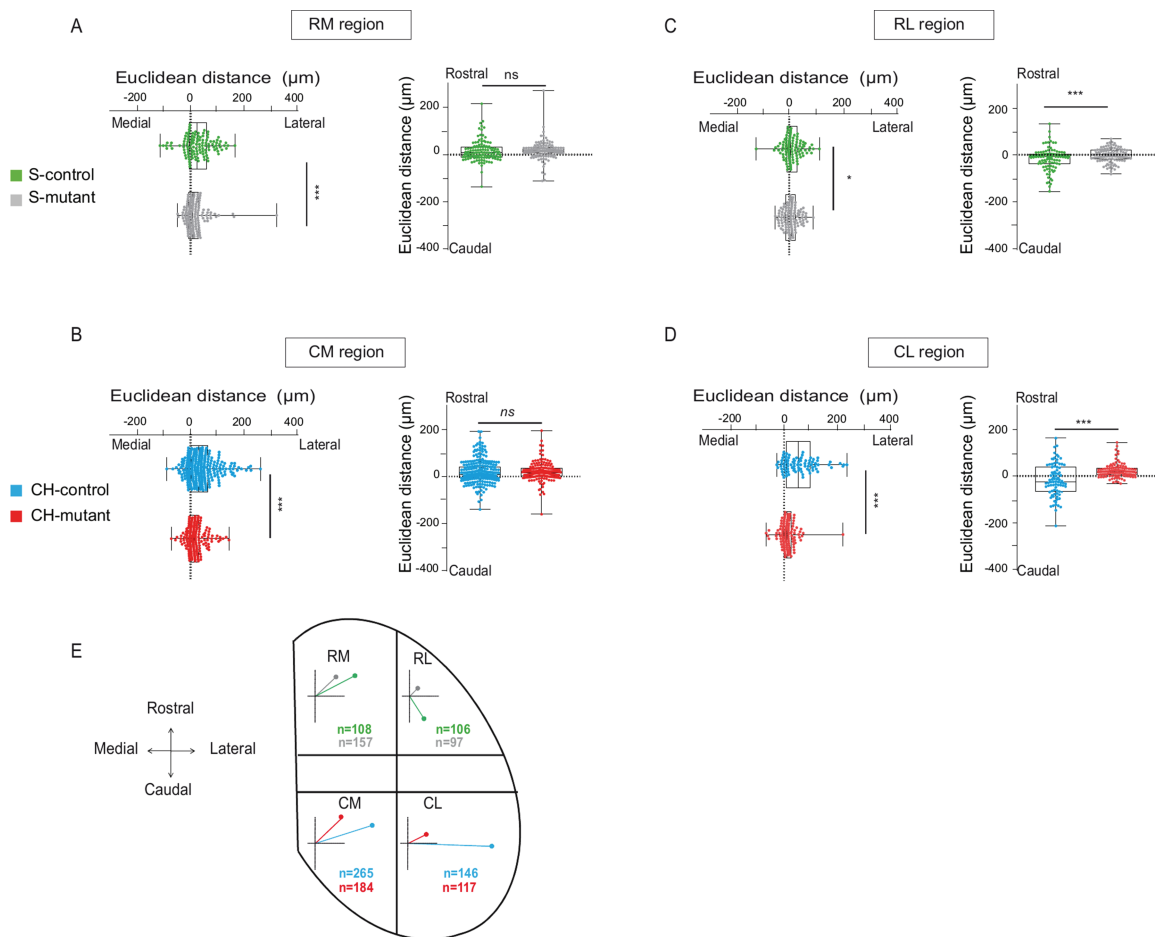 A
RM region
Euclidean distance (µm)
-200 0 200 400
Medial
Lateral
***
S-control
S-mutant
Rostral
ns
Euclidean distance (µm)
200
0
-200
-400
Caudal
C
RL region
Euclidean distance (µm)
-200 0 200 400
Medial
Lateral
*
Rostral
***
Euclidean distance (µm)
200
0
-200
-400
Caudal
B
CM region
Euclidean distance (µm)
-200 0 200 400
Medial
Lateral
***
CH-control
CH-mutant
Rostral
ns
Euclidean distance (µm)
200
0
-200
-400
Caudal
D
CL region
Euclidean distance (µm)
-200 0 200 400
Medial
Lateral
***
Rostral
***
Euclidean distance (µm)
200
0
-200
-400
Caudal
E
Rostral
Medial
Lateral
Caudal
RM
n=108
n=157
RL
n=106
n=97
CM
n=265
n=184
CL
n=146
n=117